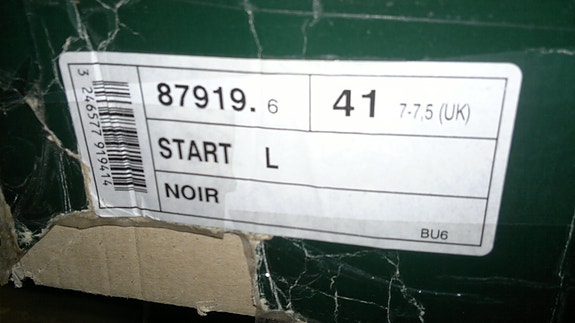 87919. 6
41 7-7,5 (UK)
START L
NOIR
BU6
3 246577 919414